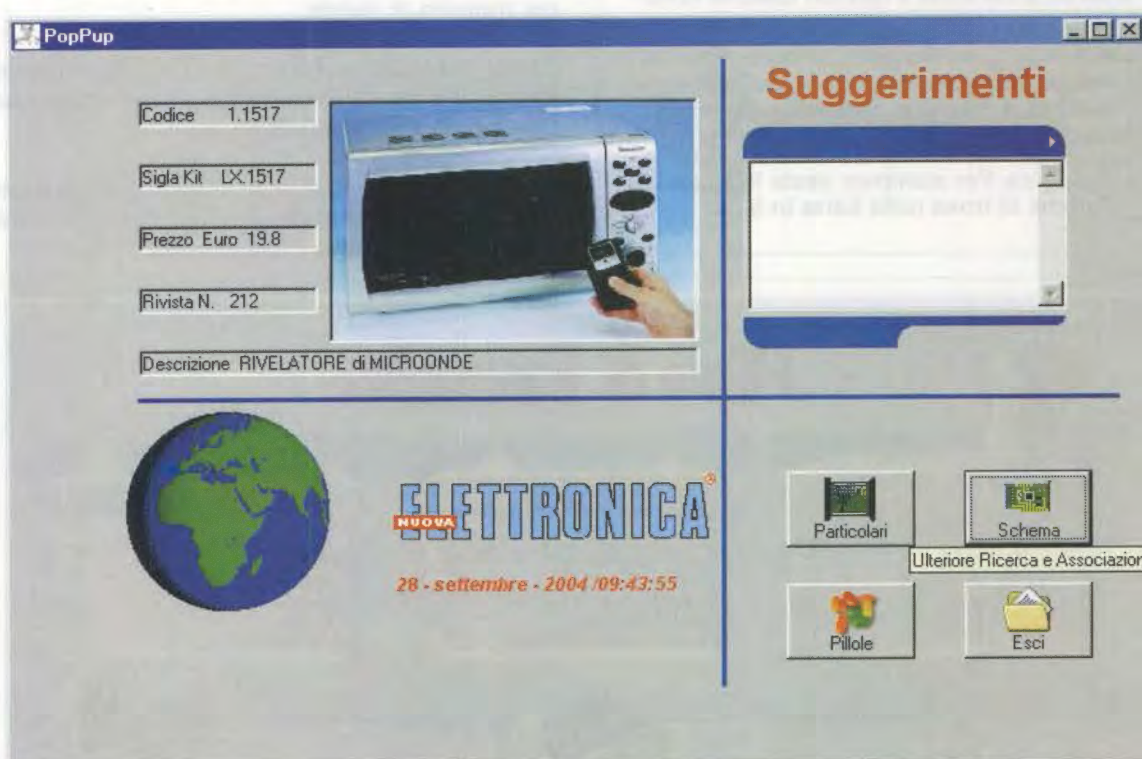 PopPup
Codice 1.1517
Sigla Kit LX.1517
Prezzo Euro 19.8
Rivista N. 212
Descrizione RIVELATORE di MICROONDE
Suggerimenti
NUOVA ELETTRONICA®
28 - settembre - 2004 /09:43:55
Particolari
Schema
Ulteriore Ricerca e Associazion
Pillole
Esci